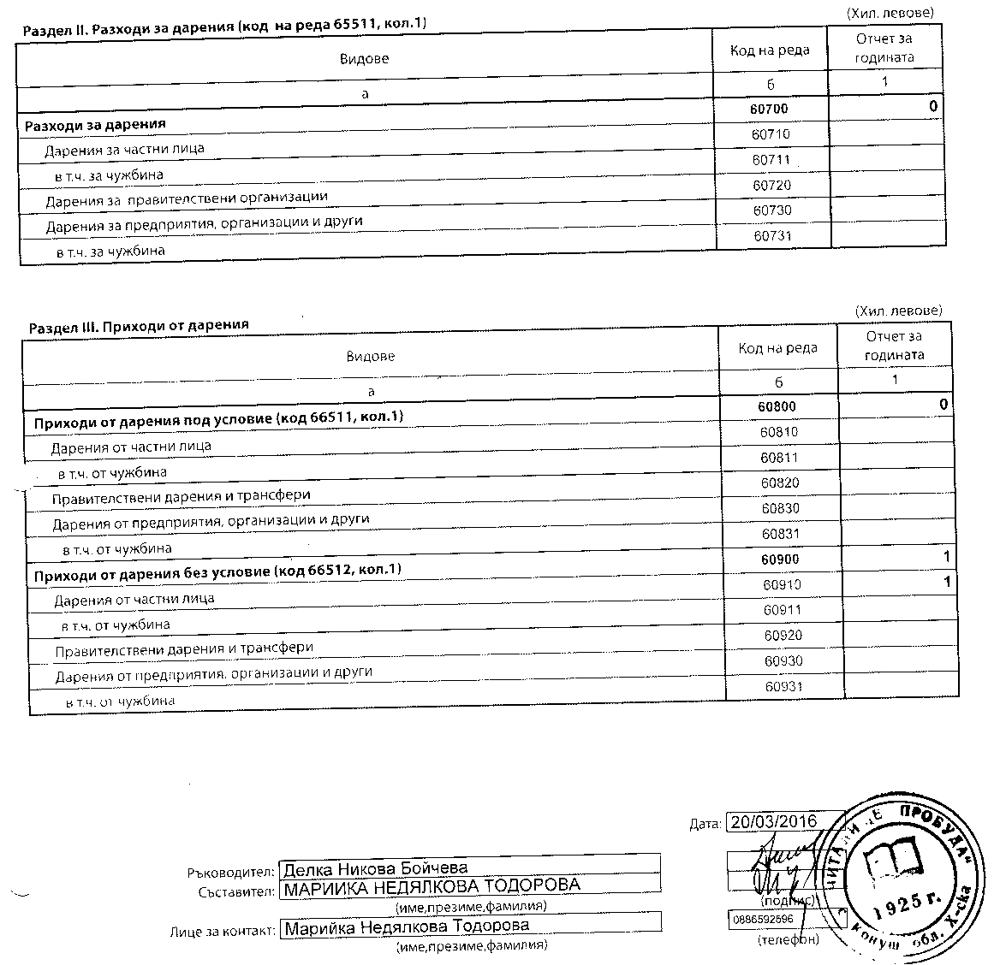 (Хил. левове)
Раздел II. Разходи за дарения (код на реда 65511, кол.1)
Видове Код на реда Отчет за годината
а б 1
Разходи за дарения 60700 0
Дарения за частни лица 60710
в т.ч. за чужбина 60711
Дарения за правителствени организации 60720
Дарения за предприятия, организации и други 60730
в т.ч. за чужбина 60731
(Хил. левове)
Раздел III. Приходи от дарения
Видове Код на реда Отчет за годината
а б 1
Приходи от дарения под условие (код 66511, кол.1) 60800 0
Дарения от частни лица 60810
в т.ч. от чужбина 60811
Правителствени дарения и трансфери 60820
Дарения от предприятия, организации и други 60830
в т.ч. от чужбина 60831
Приходи от дарения без условие (код 66512, кол.1) 60900 1
Дарения от частни лица 60910 1
в т.ч. от чужбина 60911
Правителствени дарения и трансфери 60920
Дарения от предприятия, организации и други 60930
в т.ч. от чужбина 60931
Дата: 20/03/2016
Ръководител: Делка Никова Бойчева
Съставител: МАРИИКА НЕДЯЛКОВА ТОДОРОВА
(име,презиме,фамилия) (подпис)
Лице за контакт: Марийка Недялкова Тодорова 0886592596
(име,презиме,фамилия) (телефон)
ЧИТАЛИЩЕ ПРОБУДА"
1925 г.
с. Конуш обл. Х-ска